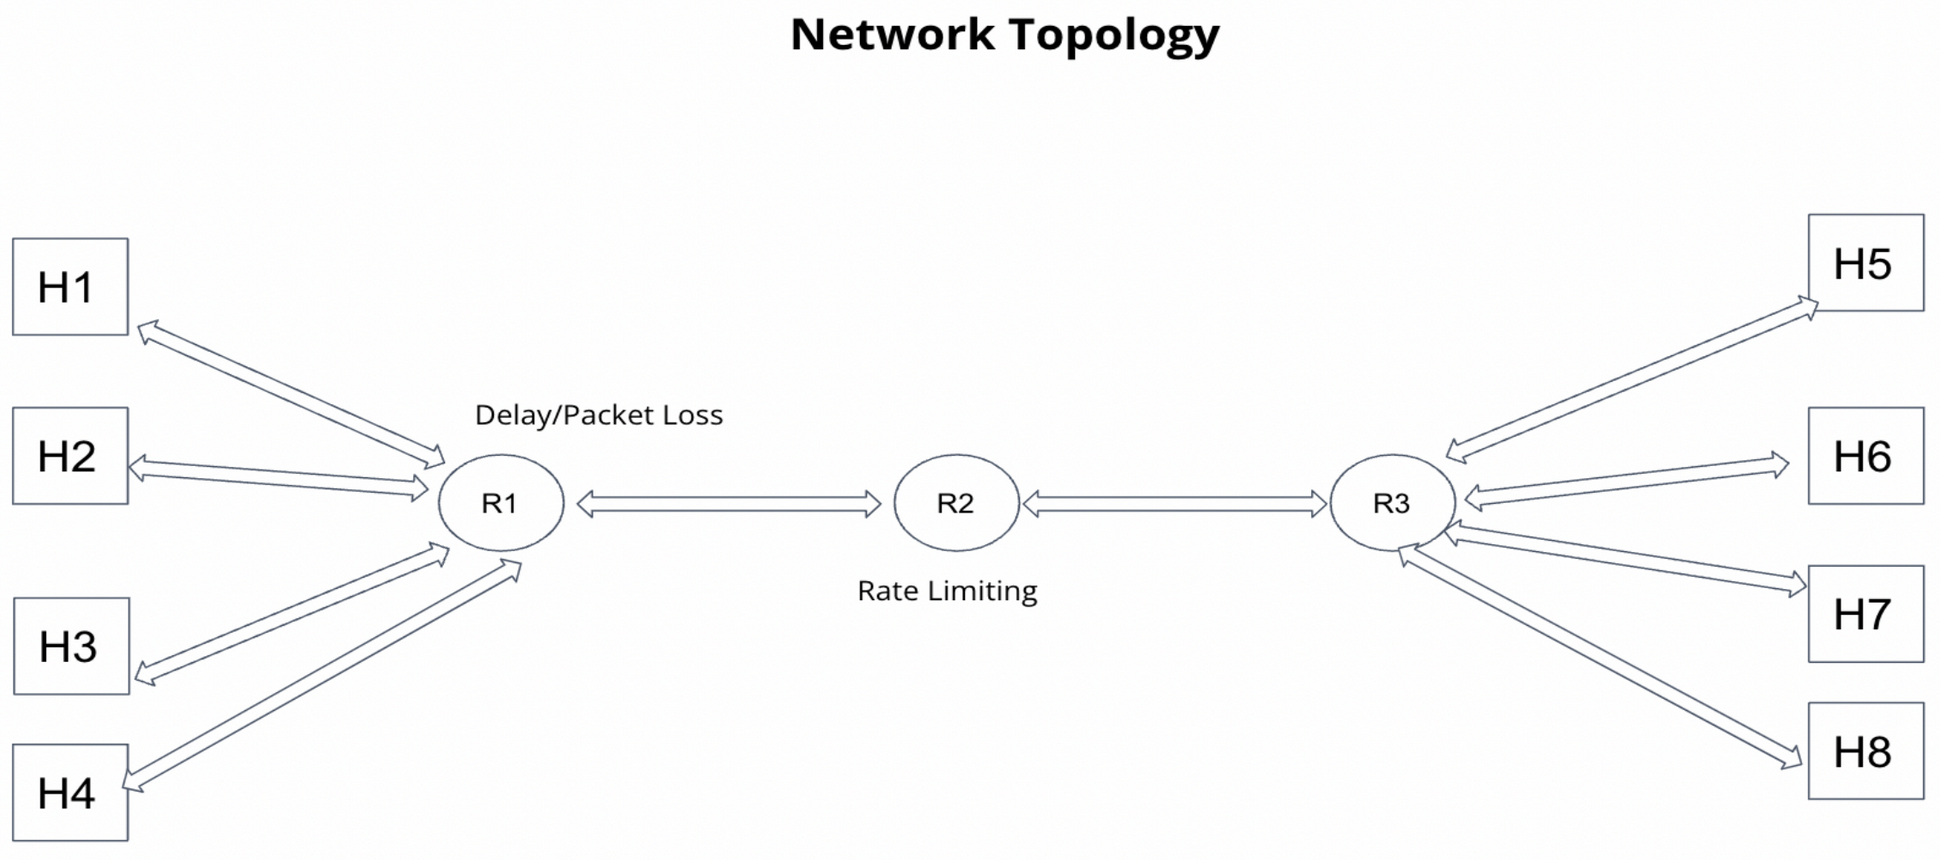 Network Topology
H1
H5
Delay/Packet Loss
H2
H6
R1
R2
R3
Rate Limiting
H3
H7
H4
H8